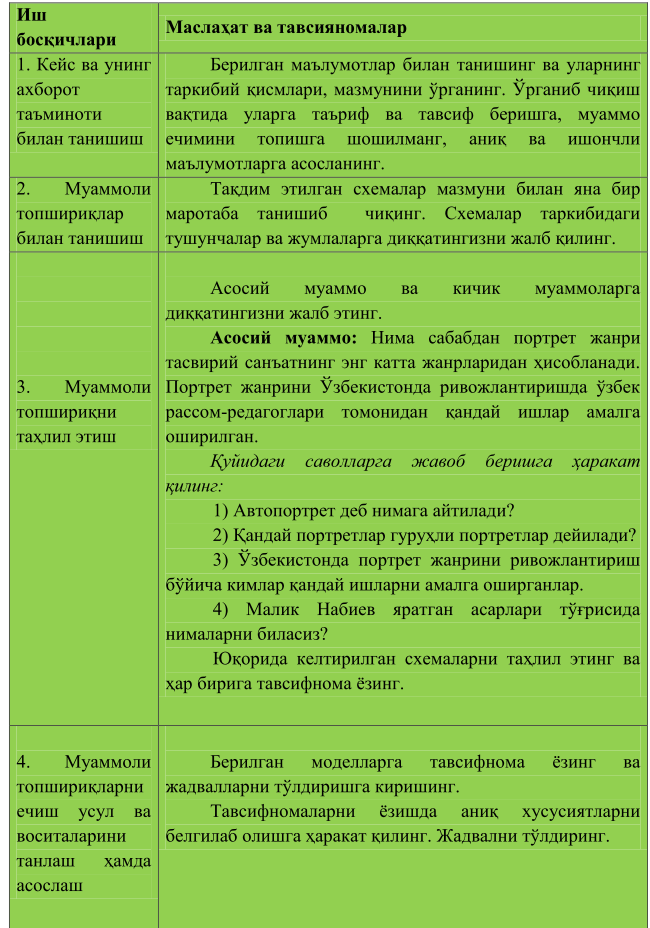 Иш
босқичлари
Маслаҳат ва тавсияномалар
1. Кейс ва унинг
ахборот
таъминоти
билан танишиш
Берилган маълумотлар билан танишинг ва уларнинг
таркибий қисмлари, мазмунини ўрганинг. Ўрганиб чиқиш
вақтида уларга таъриф ва тавсиф беришга, муаммо
ечимини топишга шошилманг, аниқ ва ишончли
маълумотларга асосланинг.
2. Муаммоли
топшириқлар
билан танишиш
Тақдим этилган схемалар мазмуни билан яна бир
маротаба танишиб чиқинг. Схемалар таркибидаги
тушунчалар ва жумлаларга диққатингизни жалб қилинг.
3. Муаммоли
топшириқни
таҳлил этиш
Асосий муаммо ва кичик муаммоларга
диққатингизни жалб этинг.
Асосий муаммо: Нима сабабдан портрет жанри
тасвирий санъатнинг энг катта жанрларидан ҳисобланади.
Портрет жанрини Ўзбекистонда ривожлантиришда ўзбек
рассом-редагоглари томонидан қандай ишлар амалга
оширилган.
Қуйидаги саволларга жавоб беришга ҳаракат
қилинг:
1) Автопортрет деб нимага айтилади?
2) Қандай портретлар гуруҳли портретлар дейилади?
3) Ўзбекистонда портрет жанрини ривожлантириш
бўйича кимлар қандай ишларни амалга оширганлар.
4) Малик Набиев яратган асарлари тўғрисида
нималарни биласиз?
Юқорида келтирилган схемаларни таҳлил этинг ва
ҳар бирига тавсифнома ёзинг.
4. Муаммоли
топшириқларни
ечиш усул ва
воситаларини
танлаш ҳамда
асослаш
Берилган моделларга тавсифнома ёзинг ва
жадвалларни тўлдиришга киришинг.
Тавсифномаларни ёзишда аниқ хусусиятларни
белгилаб олишга ҳаракат қилинг. Жадвални тўлдиринг.